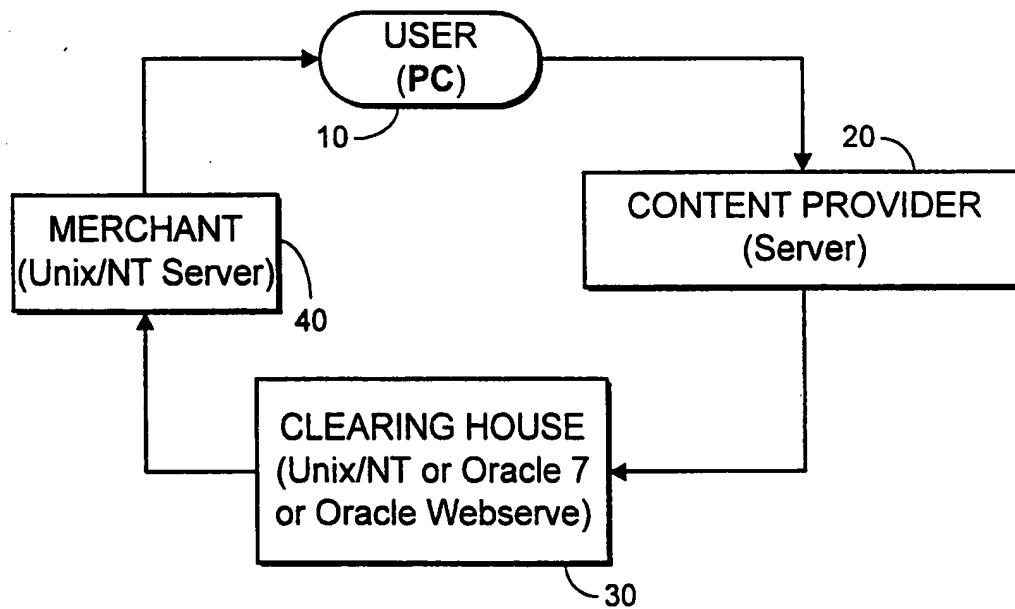 USER
(PC)
10
20
CONTENT PROVIDER
(Server)
MERCHANT
(Unix/NT Server)
40
CLEARING HOUSE
(Unix/NT or Oracle 7
or Oracle Webserve)
30